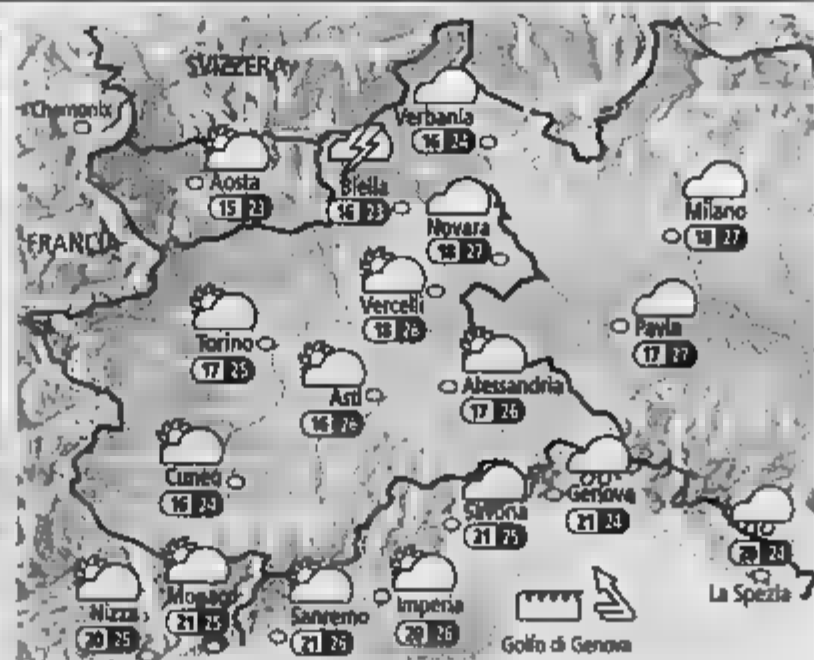 SVIZZERA
Chamonix
Verbania
16 24
Aosta
15 23
Biella
16 23
Novara
18 27
Milano
18 27
FRANCIA
Vercelli
18 26
Torino
17 25
Pavia
17 27
Asti
16 26
Alessandria
17 26
Cuneo
16 24
Savona
21 25
Genova
21 24
24
La Spezia
Nizza
20 25
Monaco
21 25
Sanremo
21 26
Imperia
20 26
Golfo di Genova